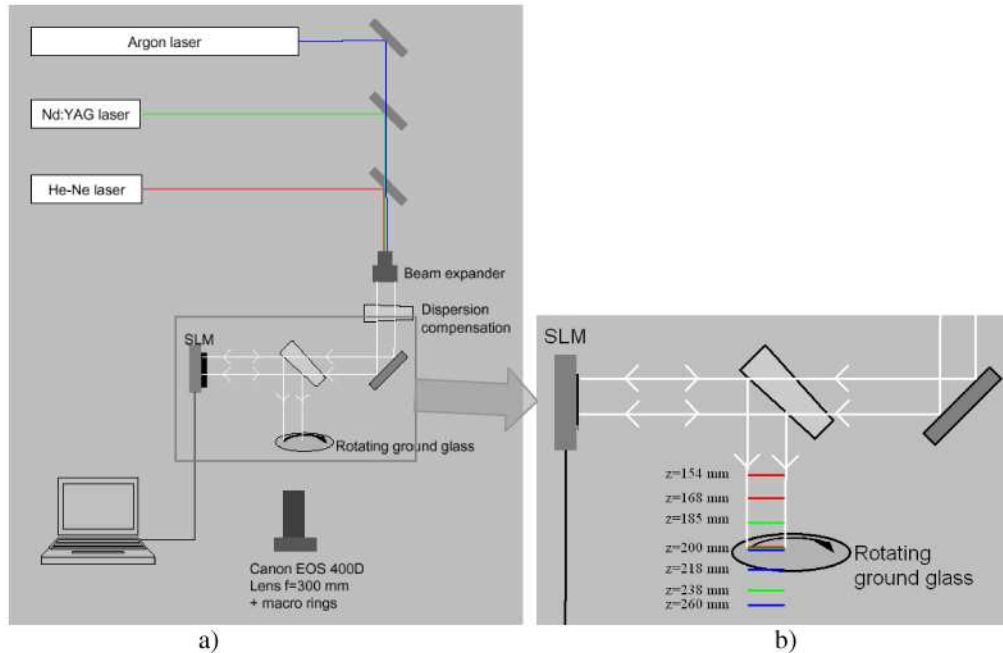 Argon laser
Nd:YAG laser
He-Ne laser
Beam expander
Dispersion
compensation
SLM
Rotating ground glass
Canon EOS 400D
Lens f=300 mm
+ macro rings
a)
SLM
z=154 mm
z=168 mm
z=185 mm
z=200 mm
z=218 mm
z=238 mm
z=260 mm
Rotating
ground glass
b)